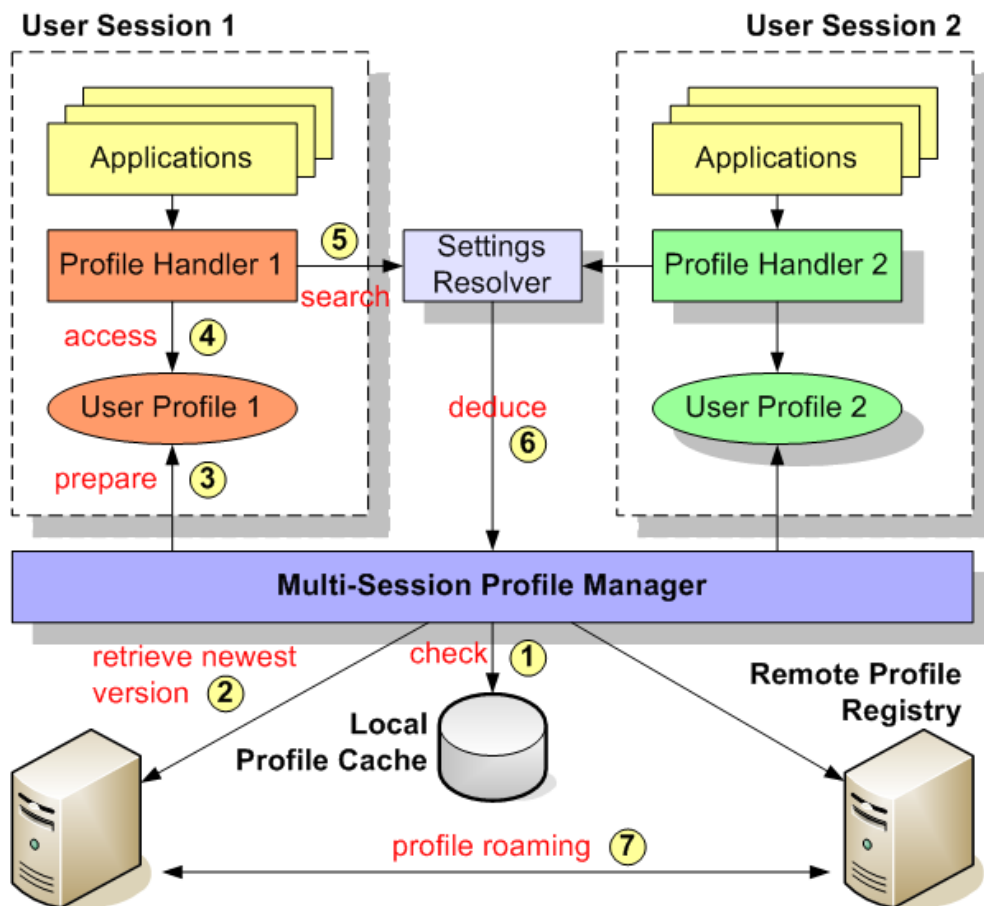 User Session 1
User Session 2
Applications
Applications
Profile Handler 1
5
search
Settings
Resolver
Profile Handler 2
access
4
User Profile 1
deduce
6
User Profile 2
prepare
3
Multi-Session Profile Manager
retrieve newest
version
2
check
1
Local
Profile Cache
Remote Profile
Registry
profile roaming
7